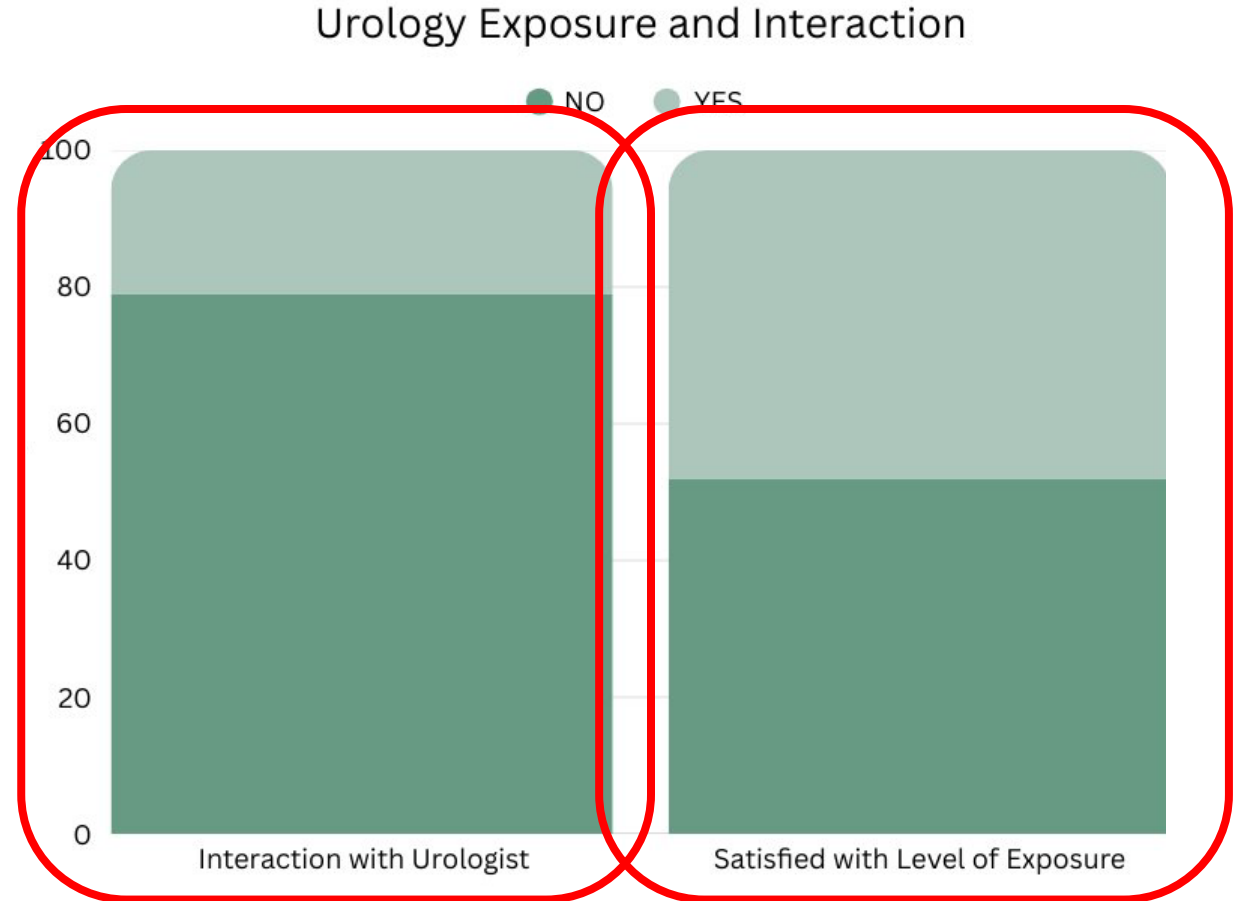 Urology Exposure and Interaction
NO YES
100
80
60
40
20
0
Interaction with Urologist Satisfied with Level of Exposure